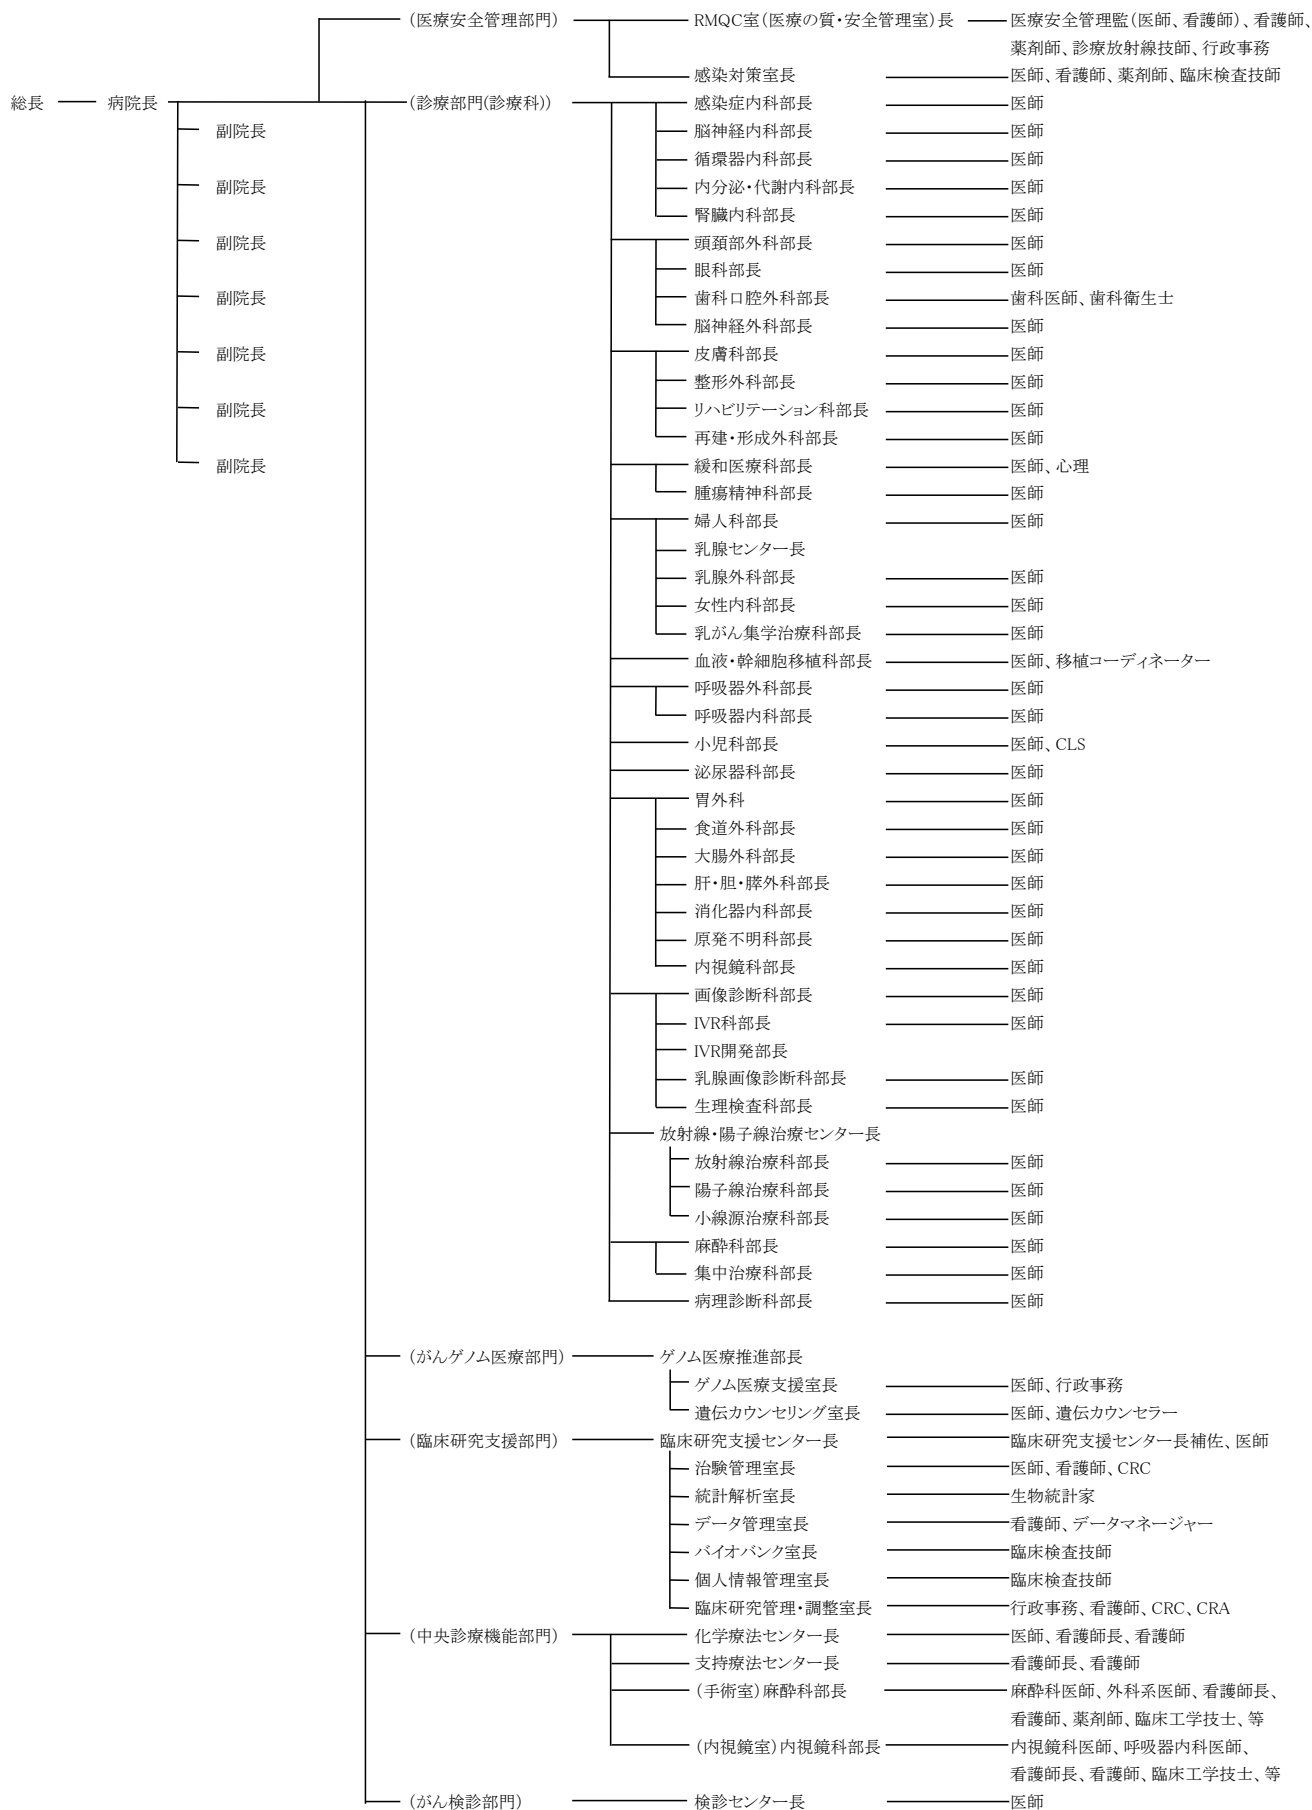 (医療安全管理部門) RMQC室(医療の質・安全管理室)長 医療安全管理監(医師、看護師)、看護師、
薬剤師、診療放射線技師、行政事務
感染対策室長 医師、看護師、薬剤師、臨床検査技師
総長 病院長 (診療部門(診療科)) 感染症内科部長 医師
副院長 脳神経内科部長 医師
循環器内科部長 医師
副院長 内分泌・代謝内科部長 医師
腎臓内科部長 医師
副院長 頭頚部外科部長 医師
眼科部長 医師
副院長 歯科口腔外科部長 歯科医師、歯科衛生士
脳神経外科部長 医師
副院長 皮膚科部長 医師
整形外科部長 医師
副院長 リハビリテーション科部長 医師
再建・形成外科部長 医師
副院長 緩和医療科部長 医師、心理
腫瘍精神科部長 医師
婦人科部長 医師
乳腺センター長
乳腺外科部長 医師
女性内科部長 医師
乳がん集学治療科部長 医師
血液・幹細胞移植科部長 医師、移植コーディネーター
呼吸器外科部長 医師
呼吸器内科部長 医師
小児科部長 医師、CLS
泌尿器科部長 医師
胃外科 医師
食道外科部長 医師
大腸外科部長 医師
肝・胆・膵外科部長 医師
消化器内科部長 医師
原発不明科部長 医師
内視鏡科部長 医師
画像診断科部長 医師
IVR科部長 医師
IVR開発部長
乳腺画像診断科部長 医師
生理検査科部長 医師
放射線・陽子線治療センター長
放射線治療科部長 医師
陽子線治療科部長 医師
小線源治療科部長 医師
麻酔科部長 医師
集中治療科部長 医師
病理診断科部長 医師
(がんゲノム医療部門) ゲノム医療推進部長
ゲノム医療支援室長 医師、行政事務
遺伝カウンセリング室長 医師、遺伝カウンセラー
(臨床研究支援部門) 臨床研究支援センター長 臨床研究支援センター長補佐、医師
治験管理室長 医師、看護師、CRC
統計解析室長 生物統計家
データ管理室長 看護師、データマネージャー
バイオバンク室長 臨床検査技師
個人情報管理室長 臨床検査技師
臨床研究管理・調整室長 行政事務、看護師、CRC、CRA
(中央診療機能部門) 化学療法センター長 医師、看護師長、看護師
支持療法センター長 看護師長、看護師
(手術室)麻酔科部長 麻酔科医師、外科系医師、看護師長、
看護師、薬剤師、臨床工学技士、等
(内視鏡室)内視鏡科部長 内視鏡科医師、呼吸器内科医師、
看護師長、看護師、臨床工学技士、等
(がん検診部門) 検診センター長 医師